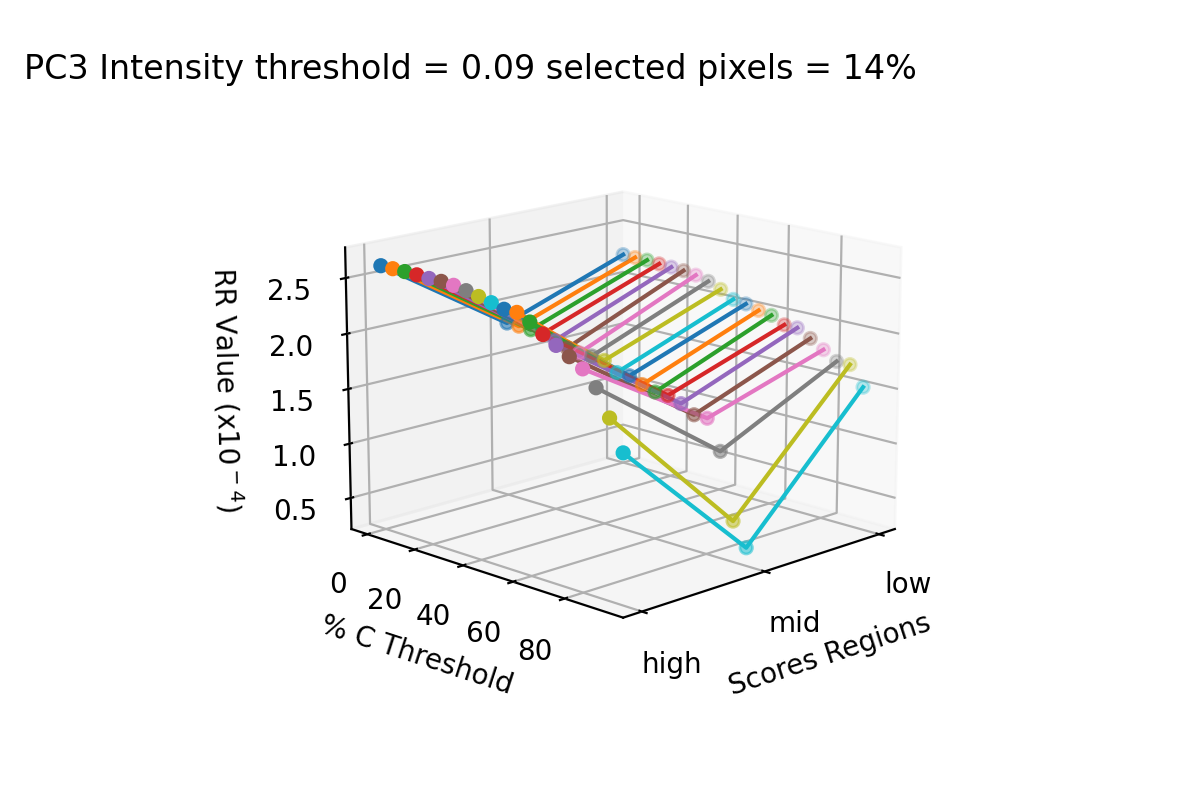 PC3 Intensity threshold = 0.09 selected pixels = 14%
RR Value (x10⁻⁴)
2.5
2.0
1.5
1.0
0.5
0
20
40
60
80
% C Threshold
high
mid
low
Scores Regions